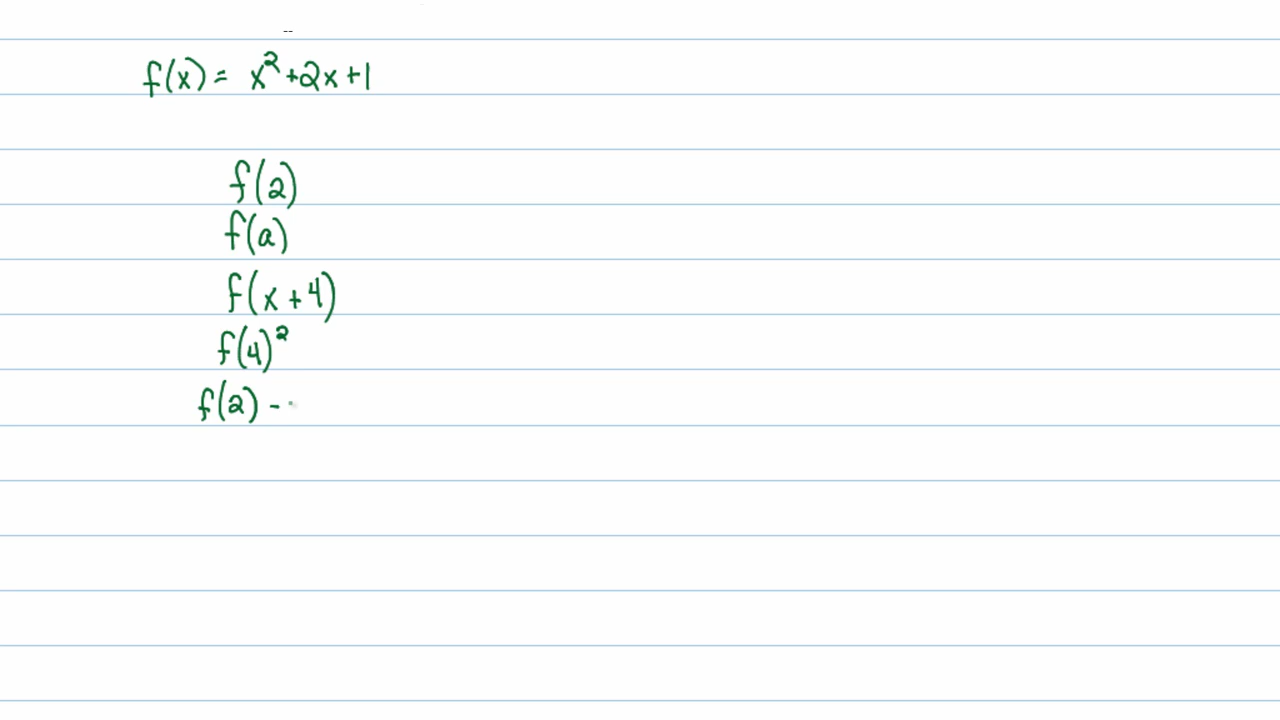 f(x) = x² + 2x + 1
f(2)
f(a)
f(x + 4)
f(4)²
f(2) -